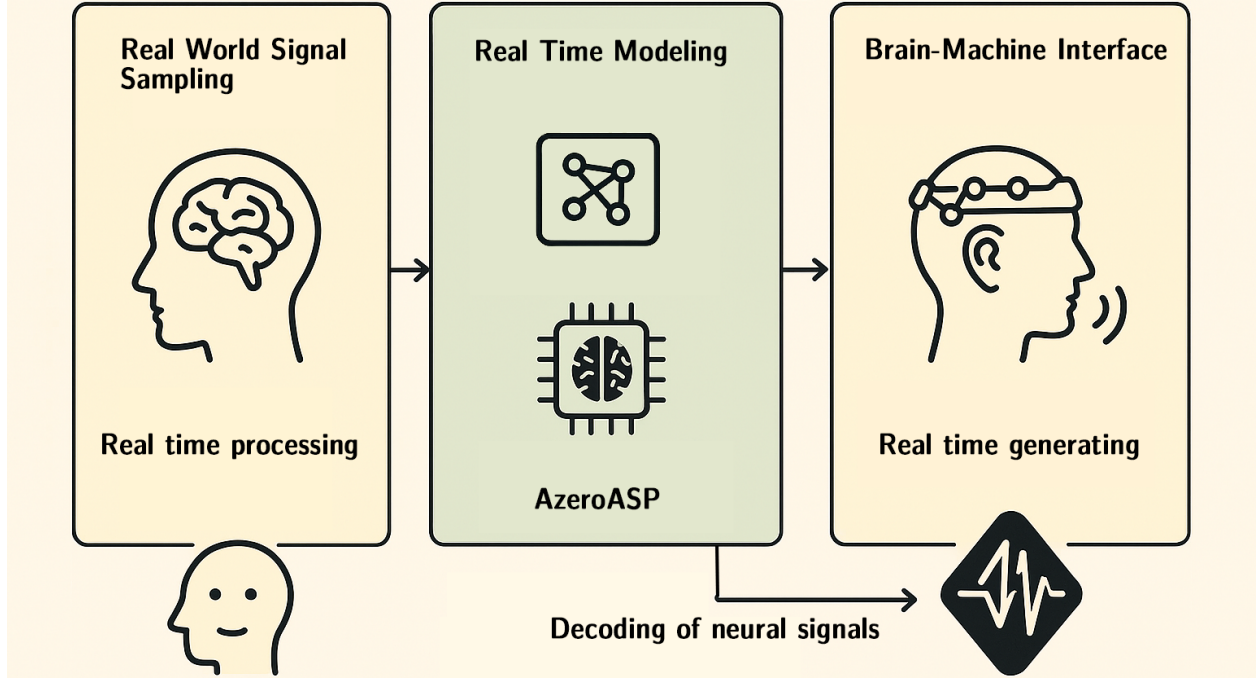 Real World Signal
Sampling
Real time processing
Real Time Modeling
AzeroASP
Brain-Machine Interface
Real time generating
Decoding of neural signals